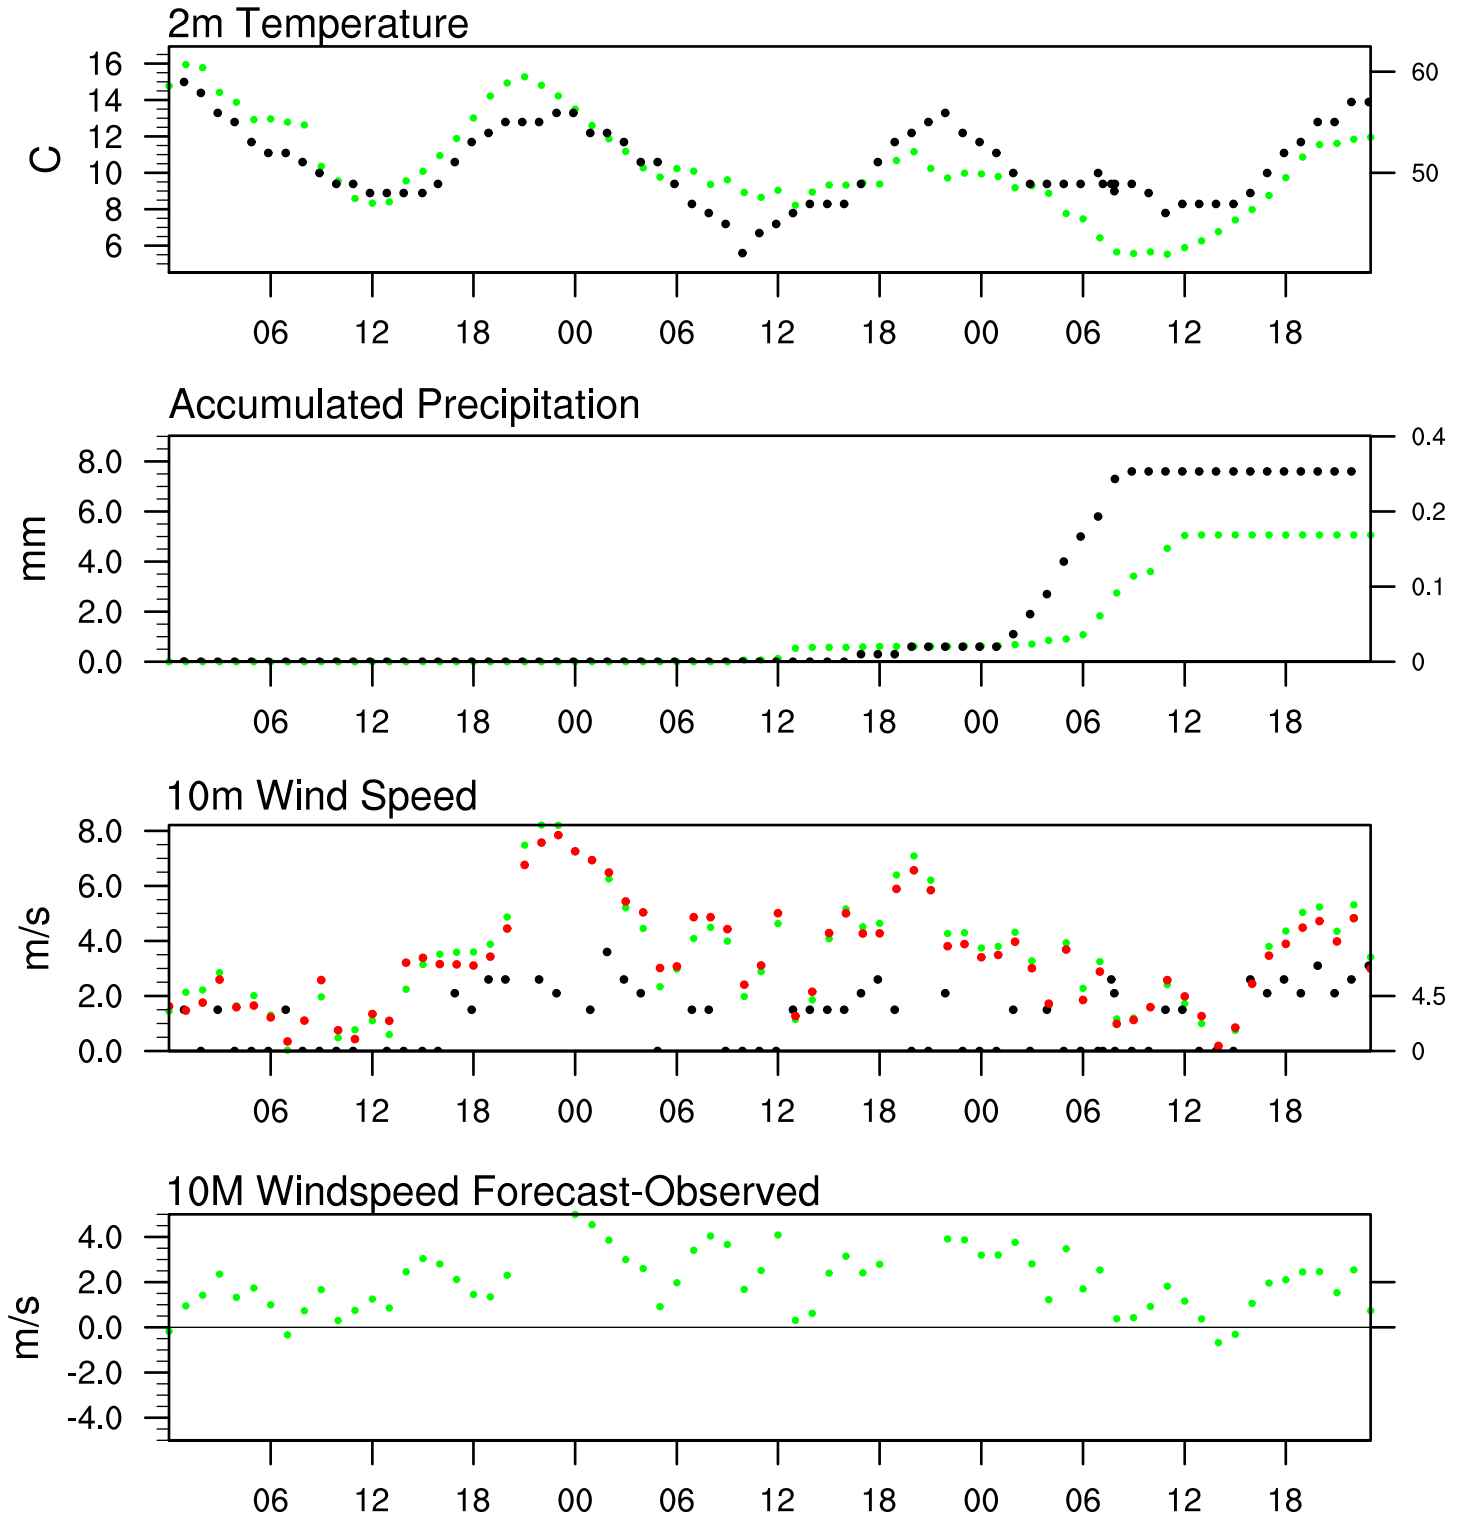 2m Temperature
16
14
12
10
8
6
C
60
50
06 12 18 00 06 12 18 00 06 12 18
Accumulated Precipitation
8.0
6.0
4.0
2.0
0.0
mm
0.4
0.2
0.1
0
06 12 18 00 06 12 18 00 06 12 18
10m Wind Speed
8.0
6.0
4.0
2.0
0.0
m/s
4.5
0
06 12 18 00 06 12 18 00 06 12 18
10M Windspeed Forecast-Observed
4.0
2.0
0.0
-2.0
-4.0
m/s
06 12 18 00 06 12 18 00 06 12 18